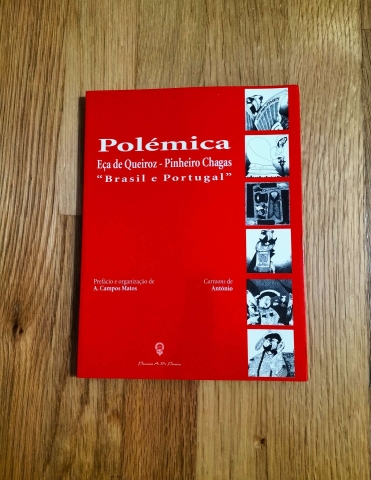 Polémica
Eça de Queiroz - Pinheiro Chagas
"Brasil e Portugal"
Prefácio e organização de
A. Campos Matos
Cartoons de
António